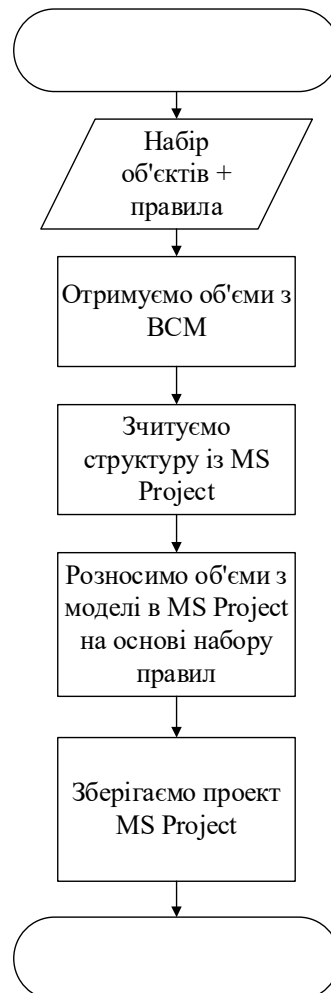 Набір
об'єктів +
правила
Отримуємо об'єми з
ВСМ
Зчитуємо
структуру із MS
Project
Розносимо об'єми з
моделі в MS Project
на основі набору
правил
Зберігаємо проект
MS Project